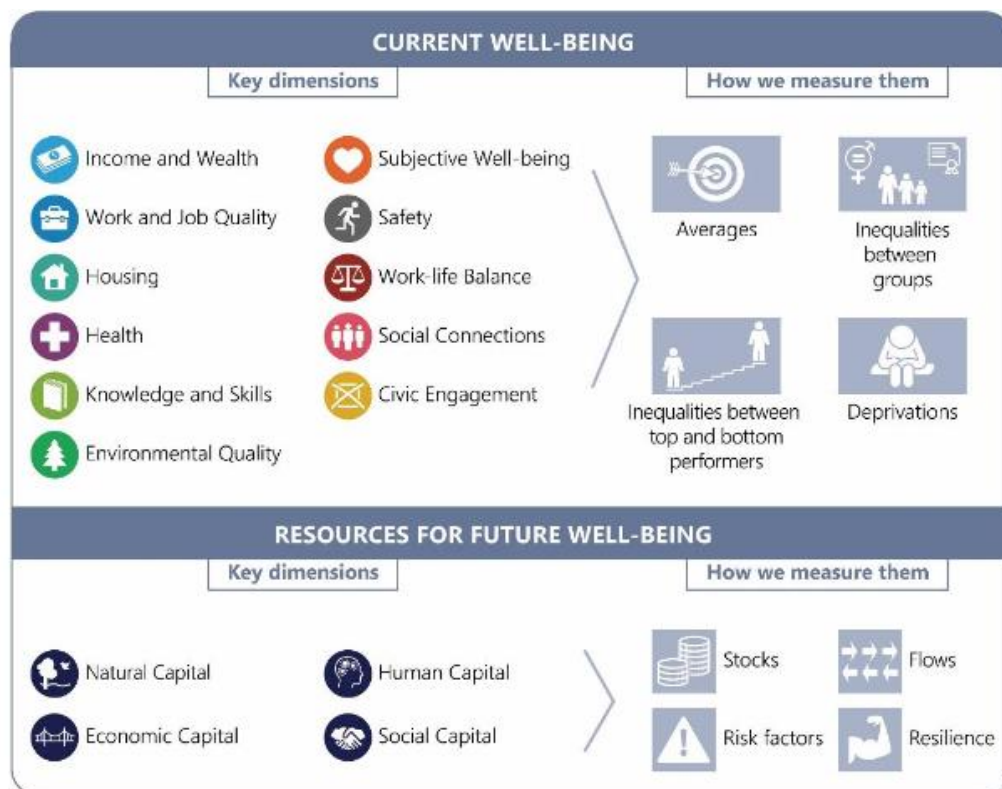 CURRENT WELL-BEING
Key dimensions
How we measure them
Income and Wealth
Work and Job Quality
Housing
Health
Knowledge and Skills
Environmental Quality
Subjective Well-being
Safety
Work-life Balance
Social Connections
Civic Engagement
Averages
Inequalities
between
groups
Inequalities between
top and bottom
performers
Deprivations
RESOURCES FOR FUTURE WELL-BEING
Key dimensions
How we measure them
Natural Capital
Economic Capital
Human Capital
Social Capital
Stocks
Flows
Risk factors
Resilience